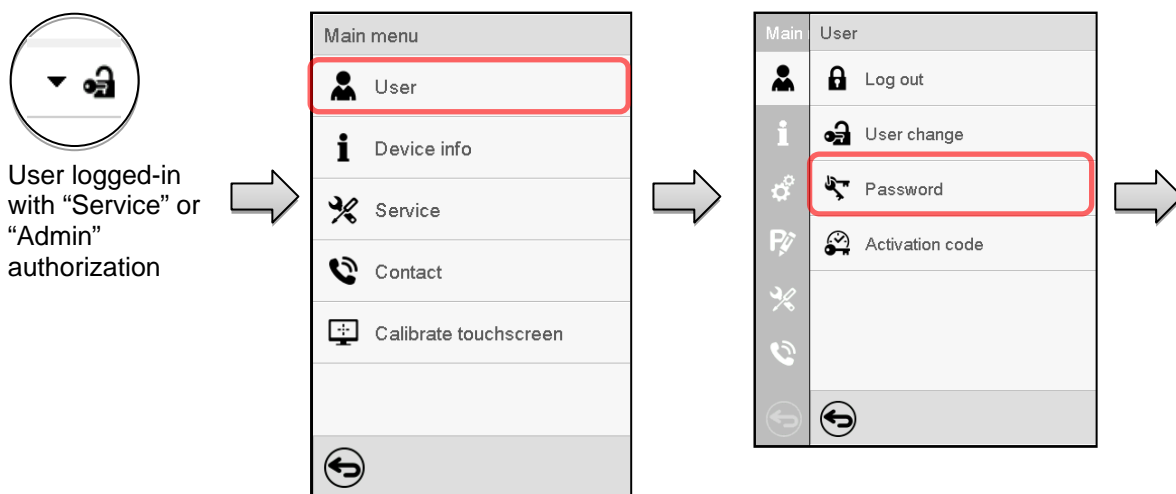 User logged-in
with “Service” or
“Admin”
authorization
Main menu
User
Device info
Service
Contact
Calibrate touchscreen
Main
User
Log out
User change
Password
Activation code